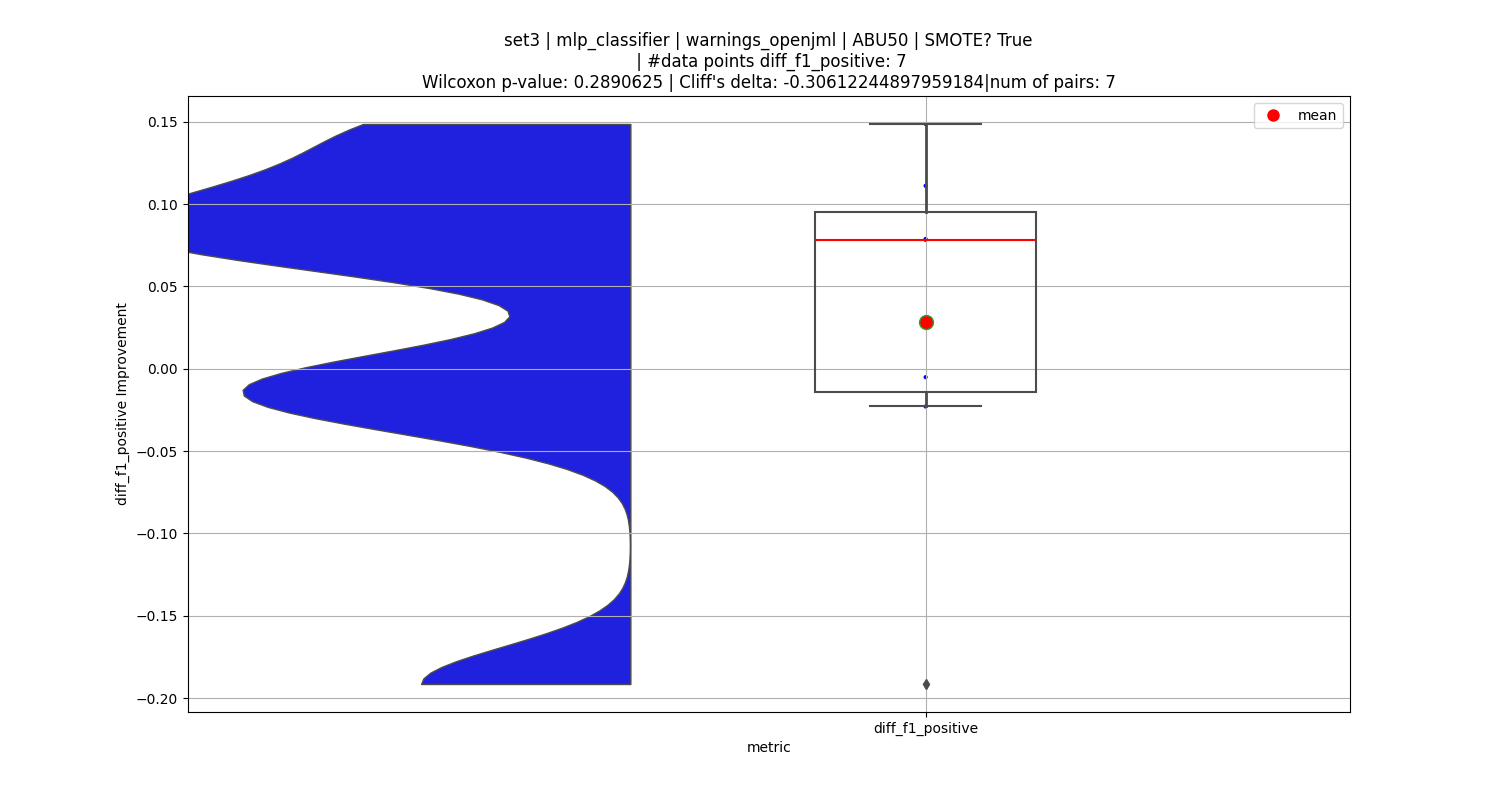 set3 | mlp_classifier | warnings_openjml | ABU50 | SMOTE? True
| #data points diff_f1_positive: 7
Wilcoxon p-value: 0.2890625 | Cliff's delta: -0.30612244897959184|num of pairs: 7
mean
0.15
0.10
0.05
0.00
−0.05
−0.10
−0.15
−0.20
diff_f1_positive Improvement
diff_f1_positive
metric